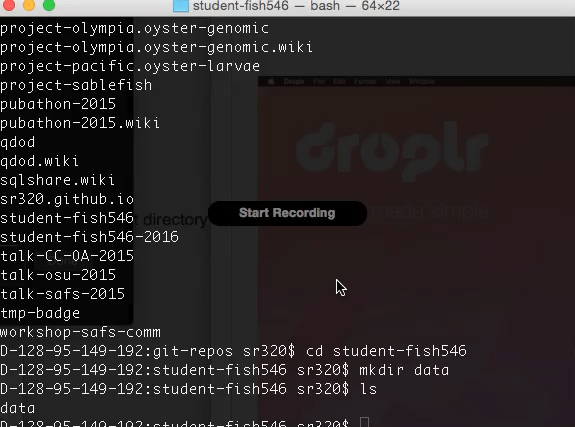 student-fish546 — bash — 64×22
project-olympia.oyster-genomic
project-olympia.oyster-genomic.wiki
project-pacific.oyster-larvae
project-sablefish
pubathon-2015
pubathon-2015.wiki
qdod
qdod.wiki
sqlshare.wiki
sr320.github.io
student-fish546
student-fish546-2016
talk-CC-OA-2015
talk-osu-2015
talk-safs-2015
tmp-badge
workshop-safs-comm
D-128-95-149-192:git-repos sr320$ cd student-fish546
D-128-95-149-192:student-fish546 sr320$ mkdir data
D-128-95-149-192:student-fish546 sr320$ ls
data
D-128-95-149-192:student-fish546 sr320$
directory
Start Recording
droplr
made simple